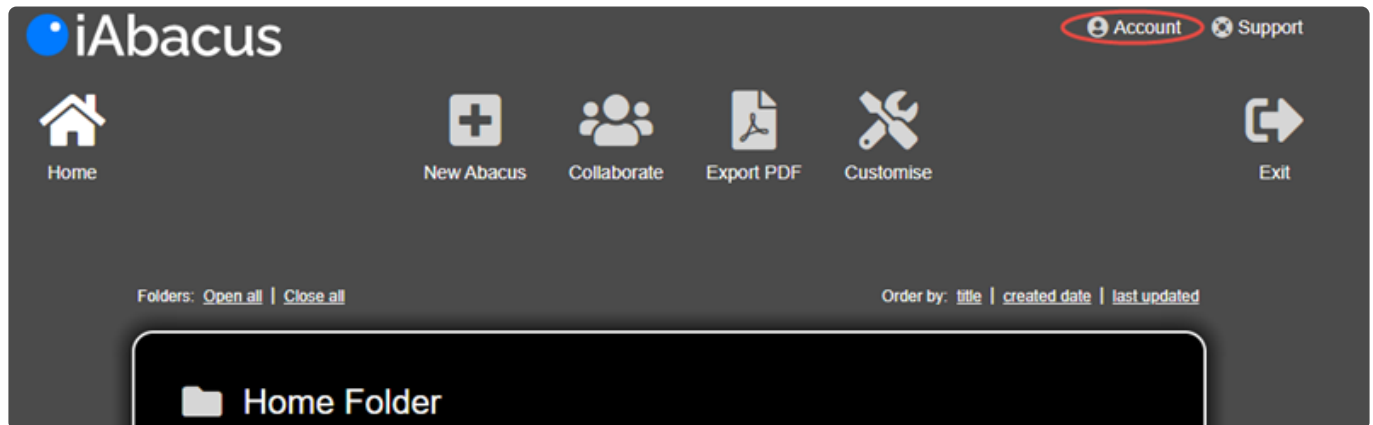 iAbacus
Account Support
Home New Abacus Collaborate Export PDF Customise Exit
Folders: Open all | Close all Order by: title | created date | last updated
Home Folder